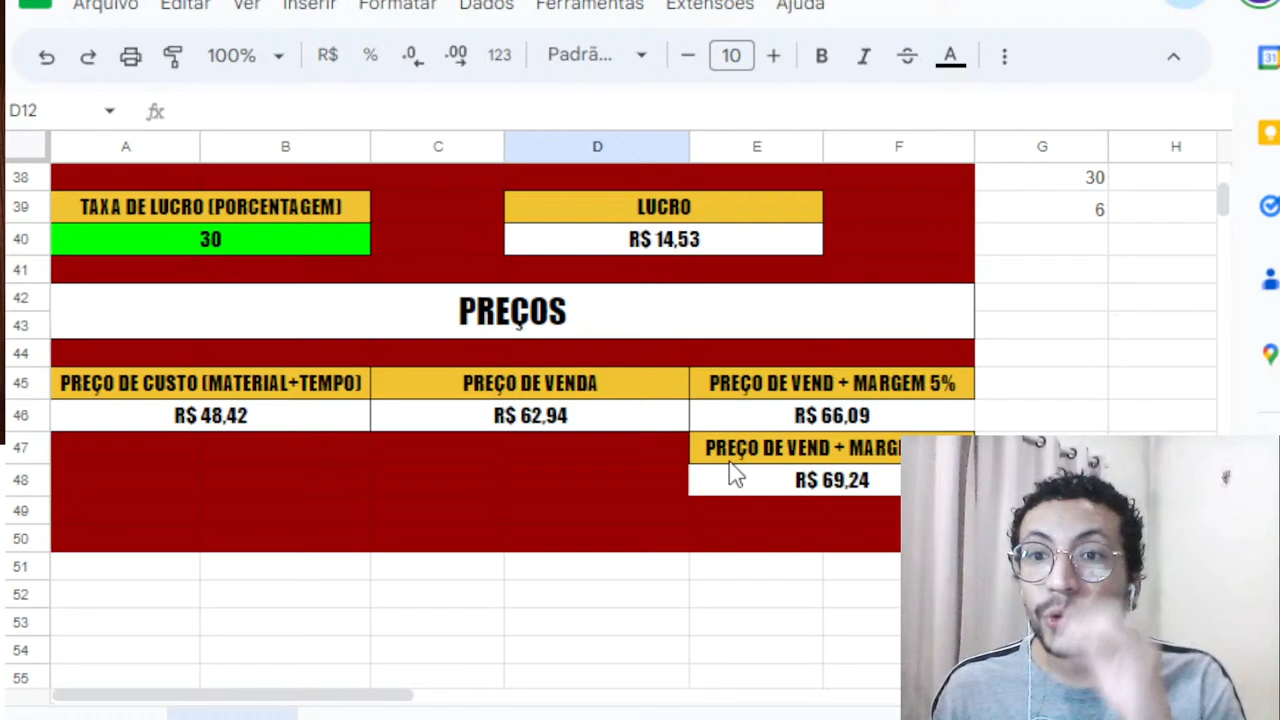 Arquivo Editar Ver Inserir Formatar Dados Ferramentas Extensões Ajuda
100% R$ % .0 .00 123 Padrã... − 10 + B I S A
D12 fx
A B C D E F G H
38 30
39 TAXA DE LUCRO (PORCENTAGEM) LUCRO 6
40 30 R$ 14,53
41
42
PREÇOS
43
44
45 PREÇO DE CUSTO (MATERIAL+TEMPO) PREÇO DE VENDA PREÇO DE VEND + MARGEM 5%
46 R$ 48,42 R$ 62,94 R$ 66,09
47 PREÇO DE VEND + MARG
48 R$ 69,24
49
50
51
52
53
54
55
31